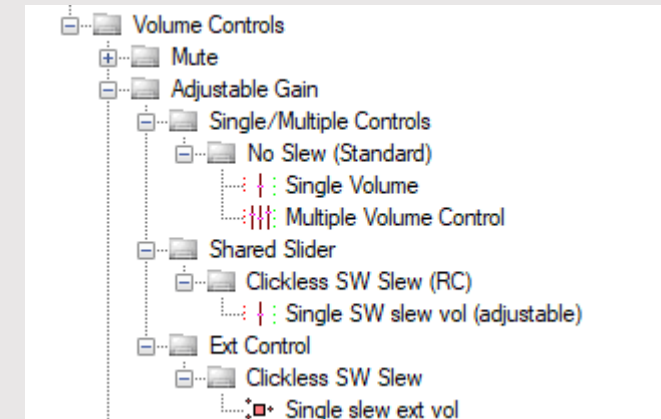 Volume Controls
Mute
Adjustable Gain
Single/Multiple Controls
No Slew (Standard)
Single Volume
Multiple Volume Control
Shared Slider
Clickless SW Slew (RC)
Single SW slew vol (adjustable)
Ext Control
Clickless SW Slew
Single slew ext vol